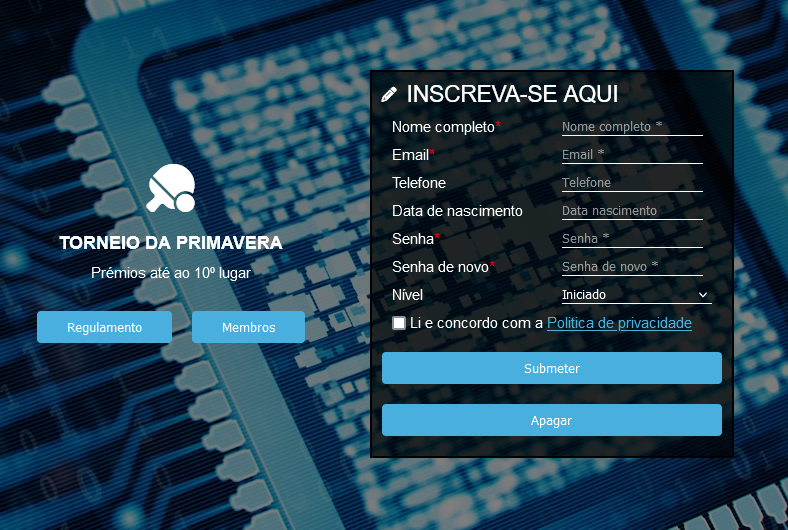 TORNEIO DA PRIMAVERA
Prémios até ao 10º lugar
Regulamento
Membros
INSCREVA-SE AQUI
Nome completo* Nome completo *
Email* Email *
Telefone Telefone
Data de nascimento Data nascimento
Senha* Senha *
Senha de novo* Senha de novo *
Nível Iniciado
Li e concordo com a Politica de privacidade
Submeter
Apagar